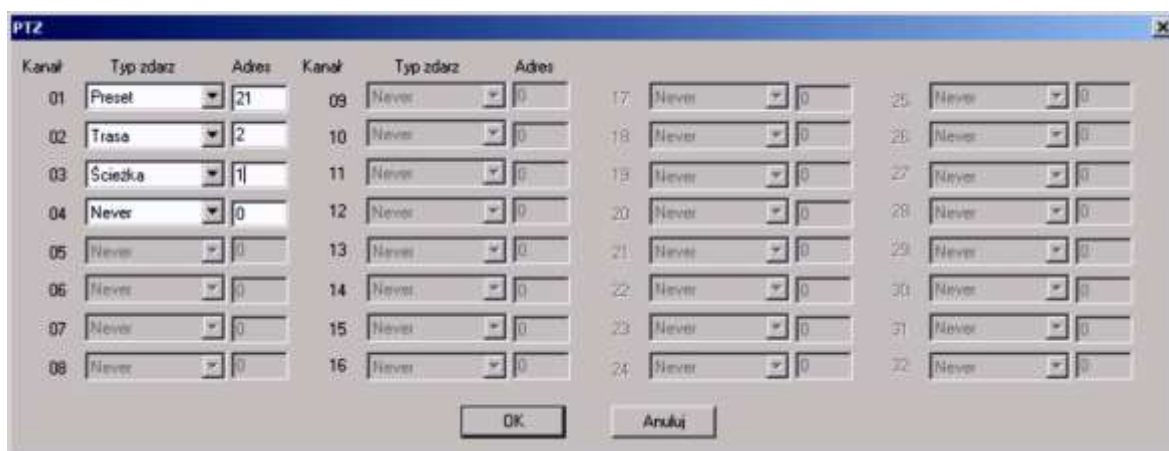 PTZ
Kanał Typ zdarz Adres Kanał Typ zdarz Adres
01 Preset 21 09 Never 0 17 Never 0 25 Never 0
02 Trasa 2 10 Never 0 18 Never 0 26 Never 0
03 Ścieżka 1 11 Never 0 19 Never 0 27 Never 0
04 Never 0 12 Never 0 20 Never 0 28 Never 0
05 Never 0 13 Never 0 21 Never 0 29 Never 0
06 Never 0 14 Never 0 22 Never 0 30 Never 0
07 Never 0 15 Never 0 23 Never 0 31 Never 0
08 Never 0 16 Never 0 24 Never 0 32 Never 0
OK Anuluj